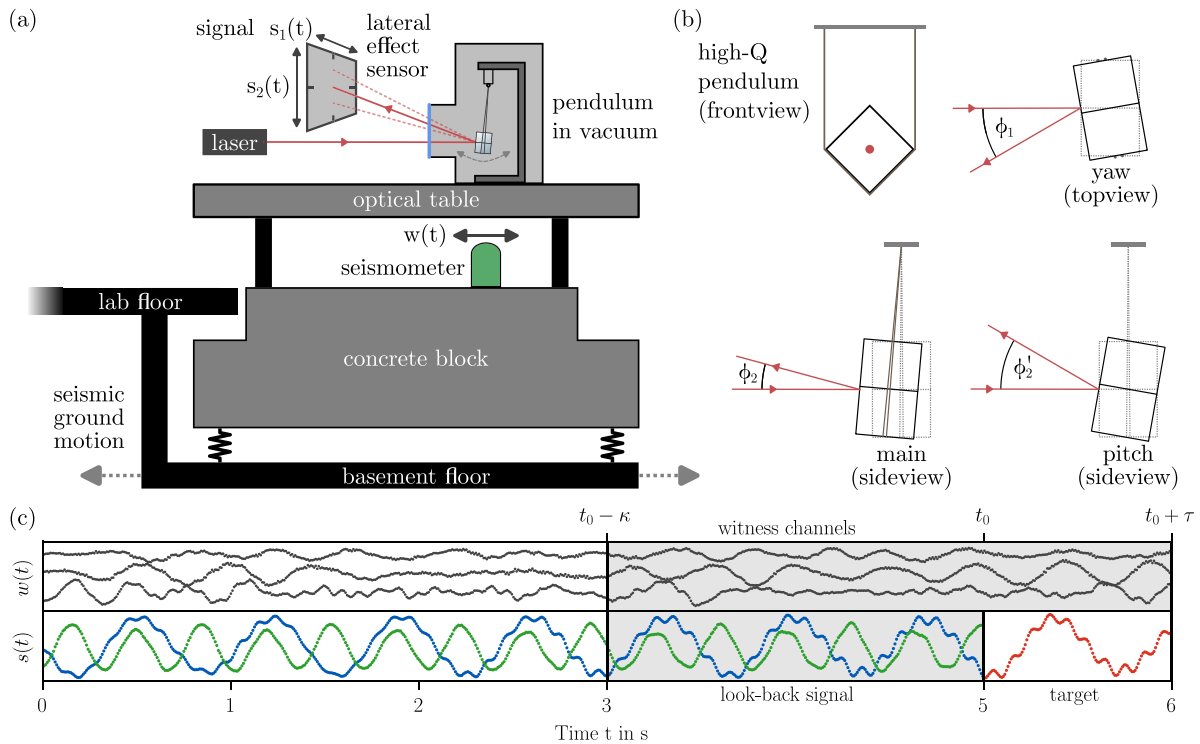 (a)
signal
s₁(t)
lateral
effect
sensor
s₂(t)
laser
pendulum
in vacuum
optical table
w(t)
seismometer
lab floor
concrete block
seismic
ground
motion
basement floor
(b)
high-Q
pendulum
(frontview)
ϕ₁
yaw
(topview)
ϕ₂
main
(sideview)
ϕ₂'
pitch
(sideview)
(c)
t₀ − κ
witness channels
t₀
t₀ + τ
w(t)
s(t)
look-back signal
target
0
1
2
3
5
6
Time t in s